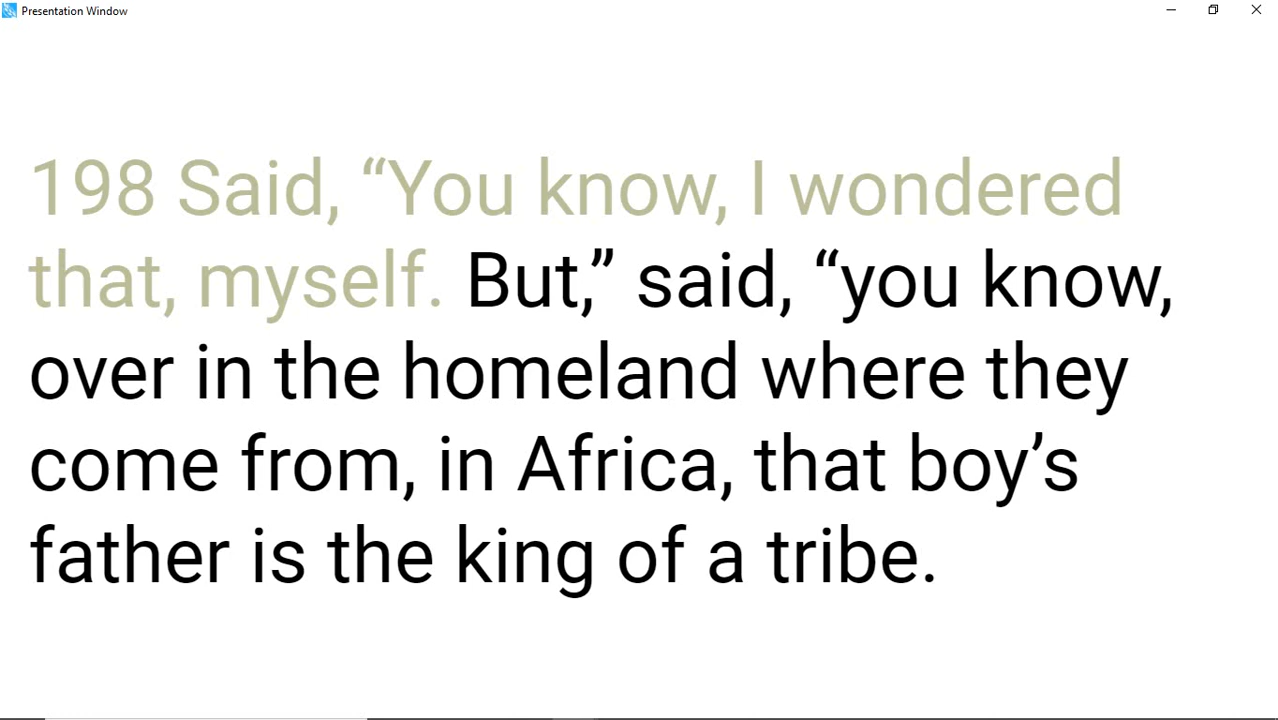 Presentation Window
198 Said, “You know, I wondered
that, myself. But,” said, “you know,
over in the homeland where they
come from, in Africa, that boy’s
father is the king of a tribe.